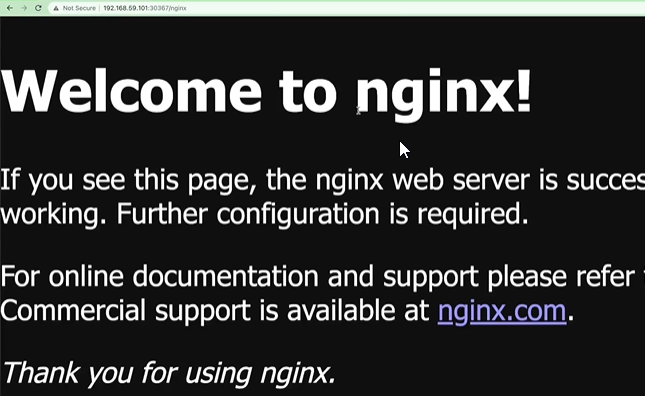 Not Secure 192.168.59.101:30367/nginx
Welcome to nginx!
If you see this page, the nginx web server is succes
working. Further configuration is required.
For online documentation and support please refer
Commercial support is available at nginx.com.
Thank you for using nginx.